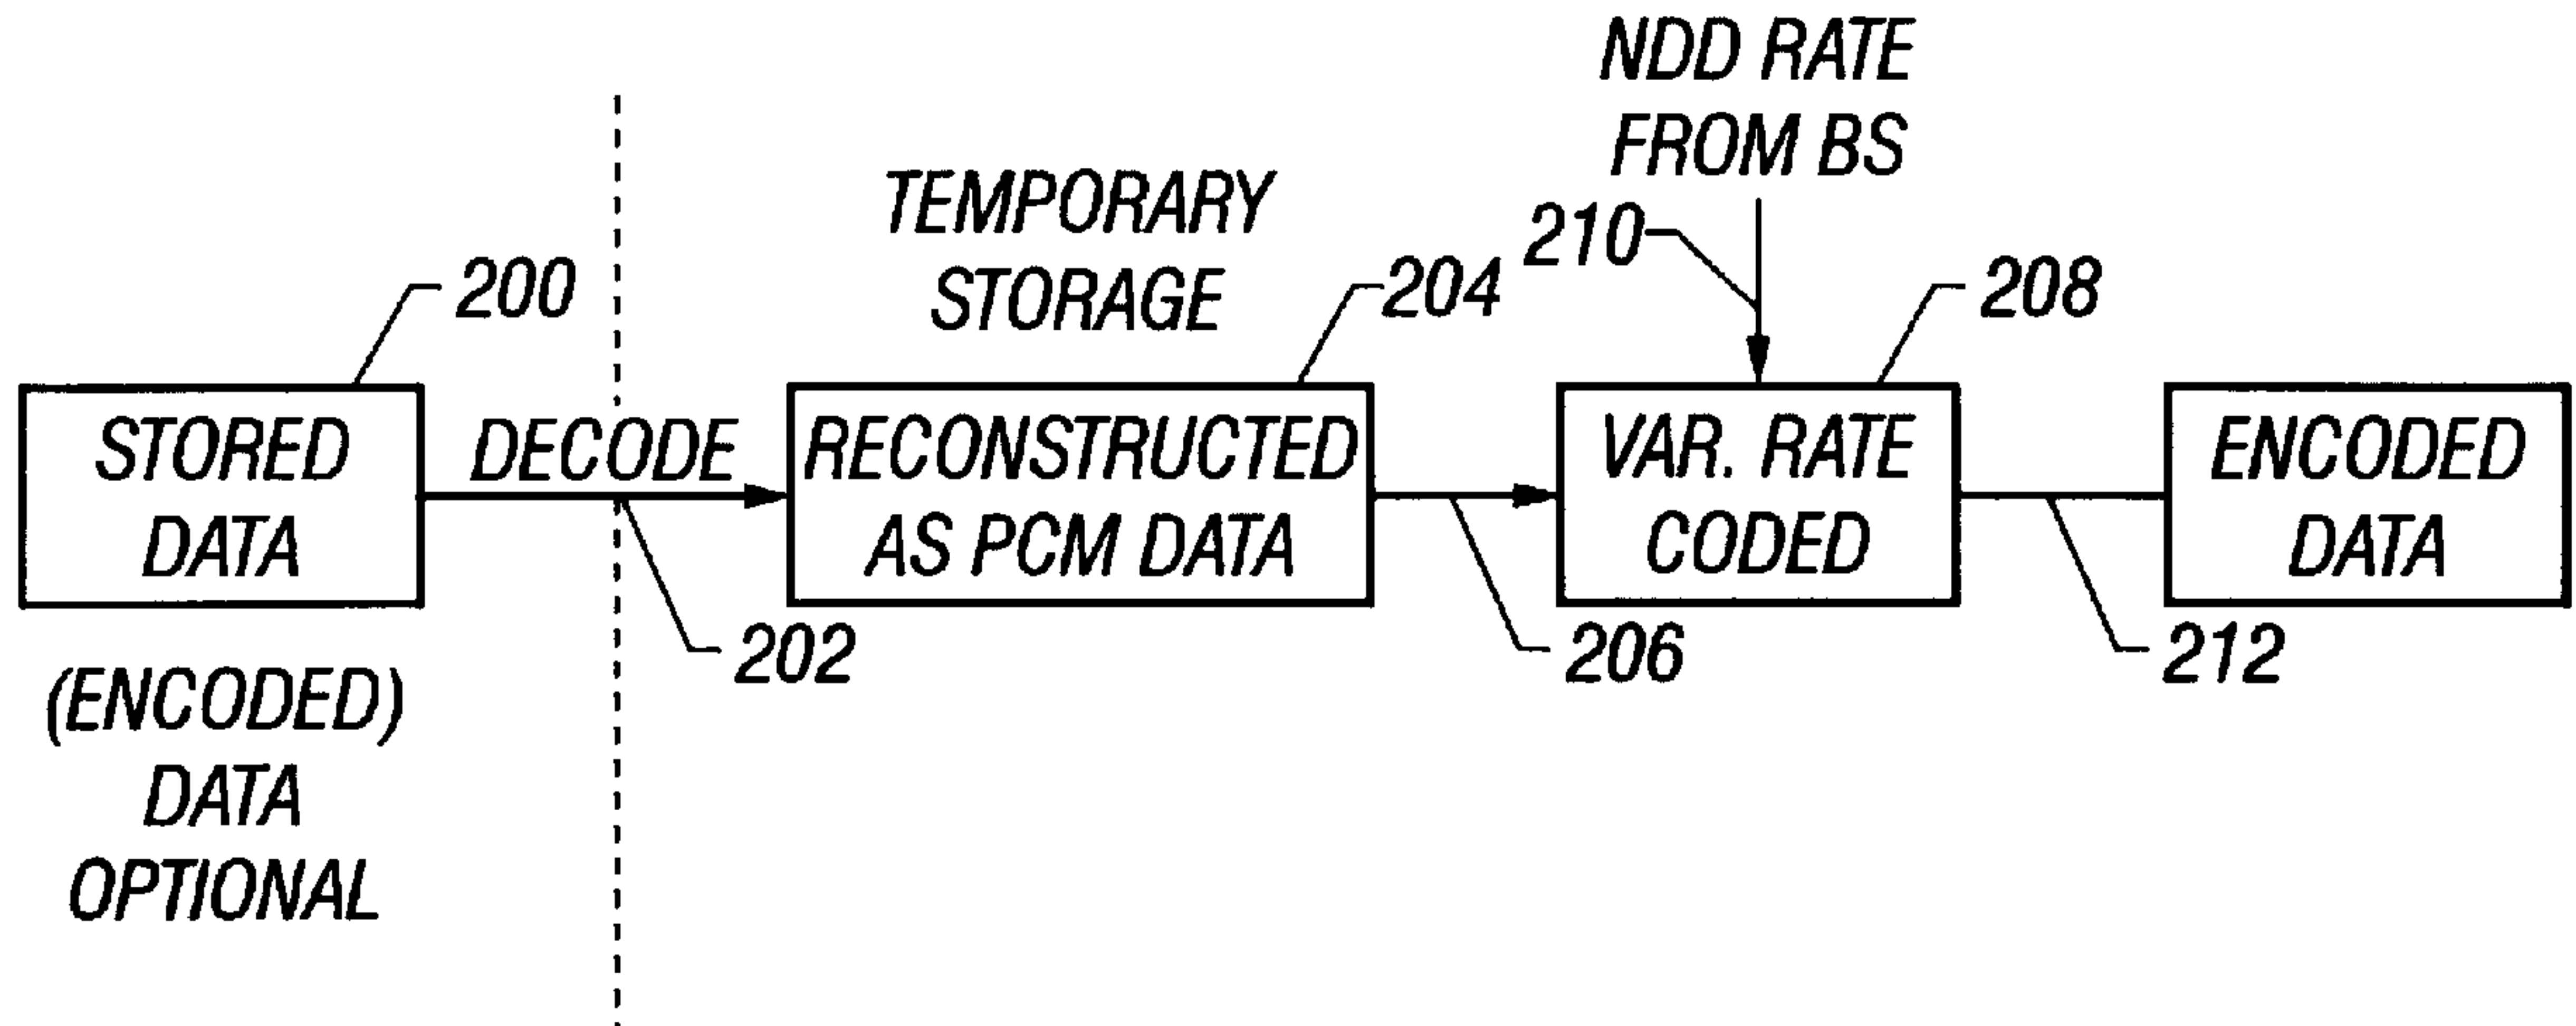 NDD RATE
FROM BS
210
TEMPORARY
STORAGE
200
204
208
STORED
DATA
DECODE
RECONSTRUCTED
AS PCM DATA
VAR. RATE
CODED
ENCODED
DATA
202
206
212
(ENCODED)
DATA
OPTIONAL